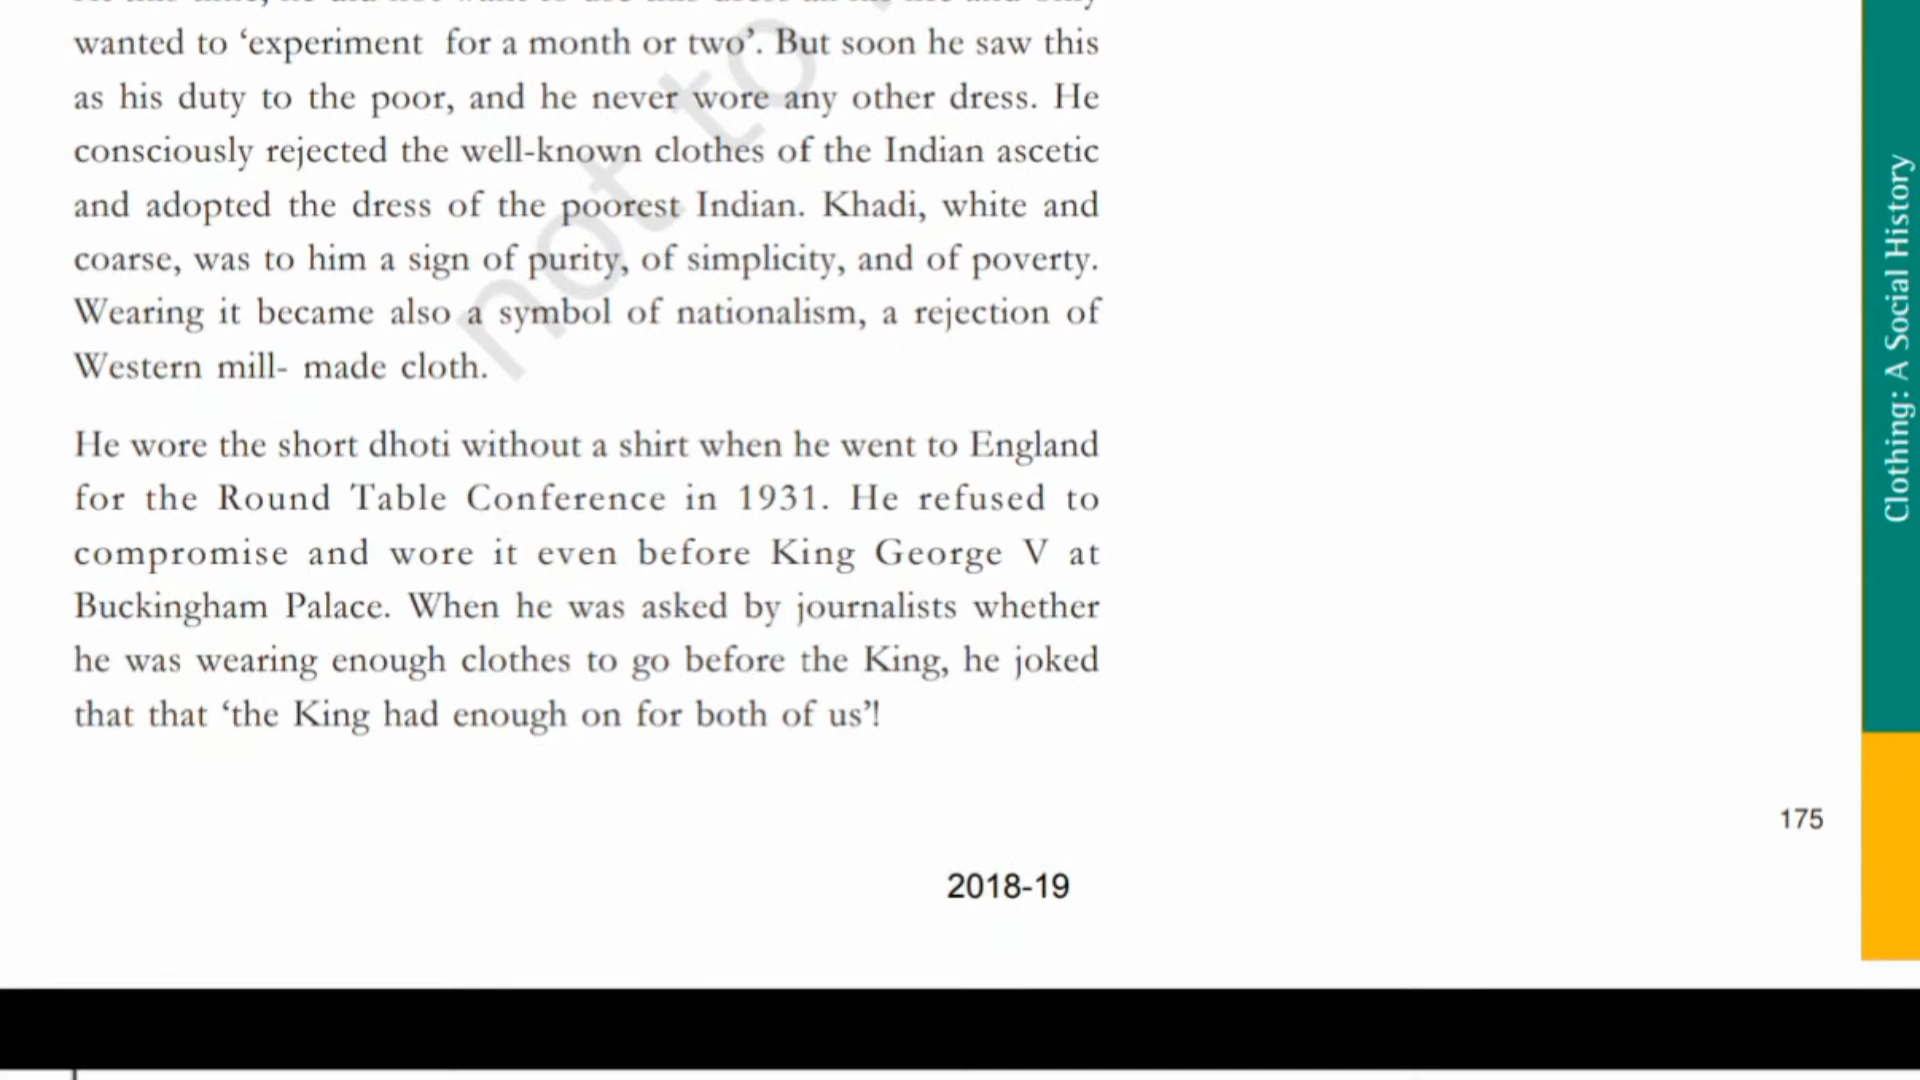 wanted to ‘experiment for a month or two’. But soon he saw this
as his duty to the poor, and he never wore any other dress. He
consciously rejected the well-known clothes of the Indian ascetic
and adopted the dress of the poorest Indian. Khadi, white and
coarse, was to him a sign of purity, of simplicity, and of poverty.
Wearing it became also a symbol of nationalism, a rejection of
Western mill- made cloth.
He wore the short dhoti without a shirt when he went to England
for the Round Table Conference in 1931. He refused to
compromise and wore it even before King George V at
Buckingham Palace. When he was asked by journalists whether
he was wearing enough clothes to go before the King, he joked
that that ‘the King had enough on for both of us’!
not to
Clothing: A Social History
175
2018-19